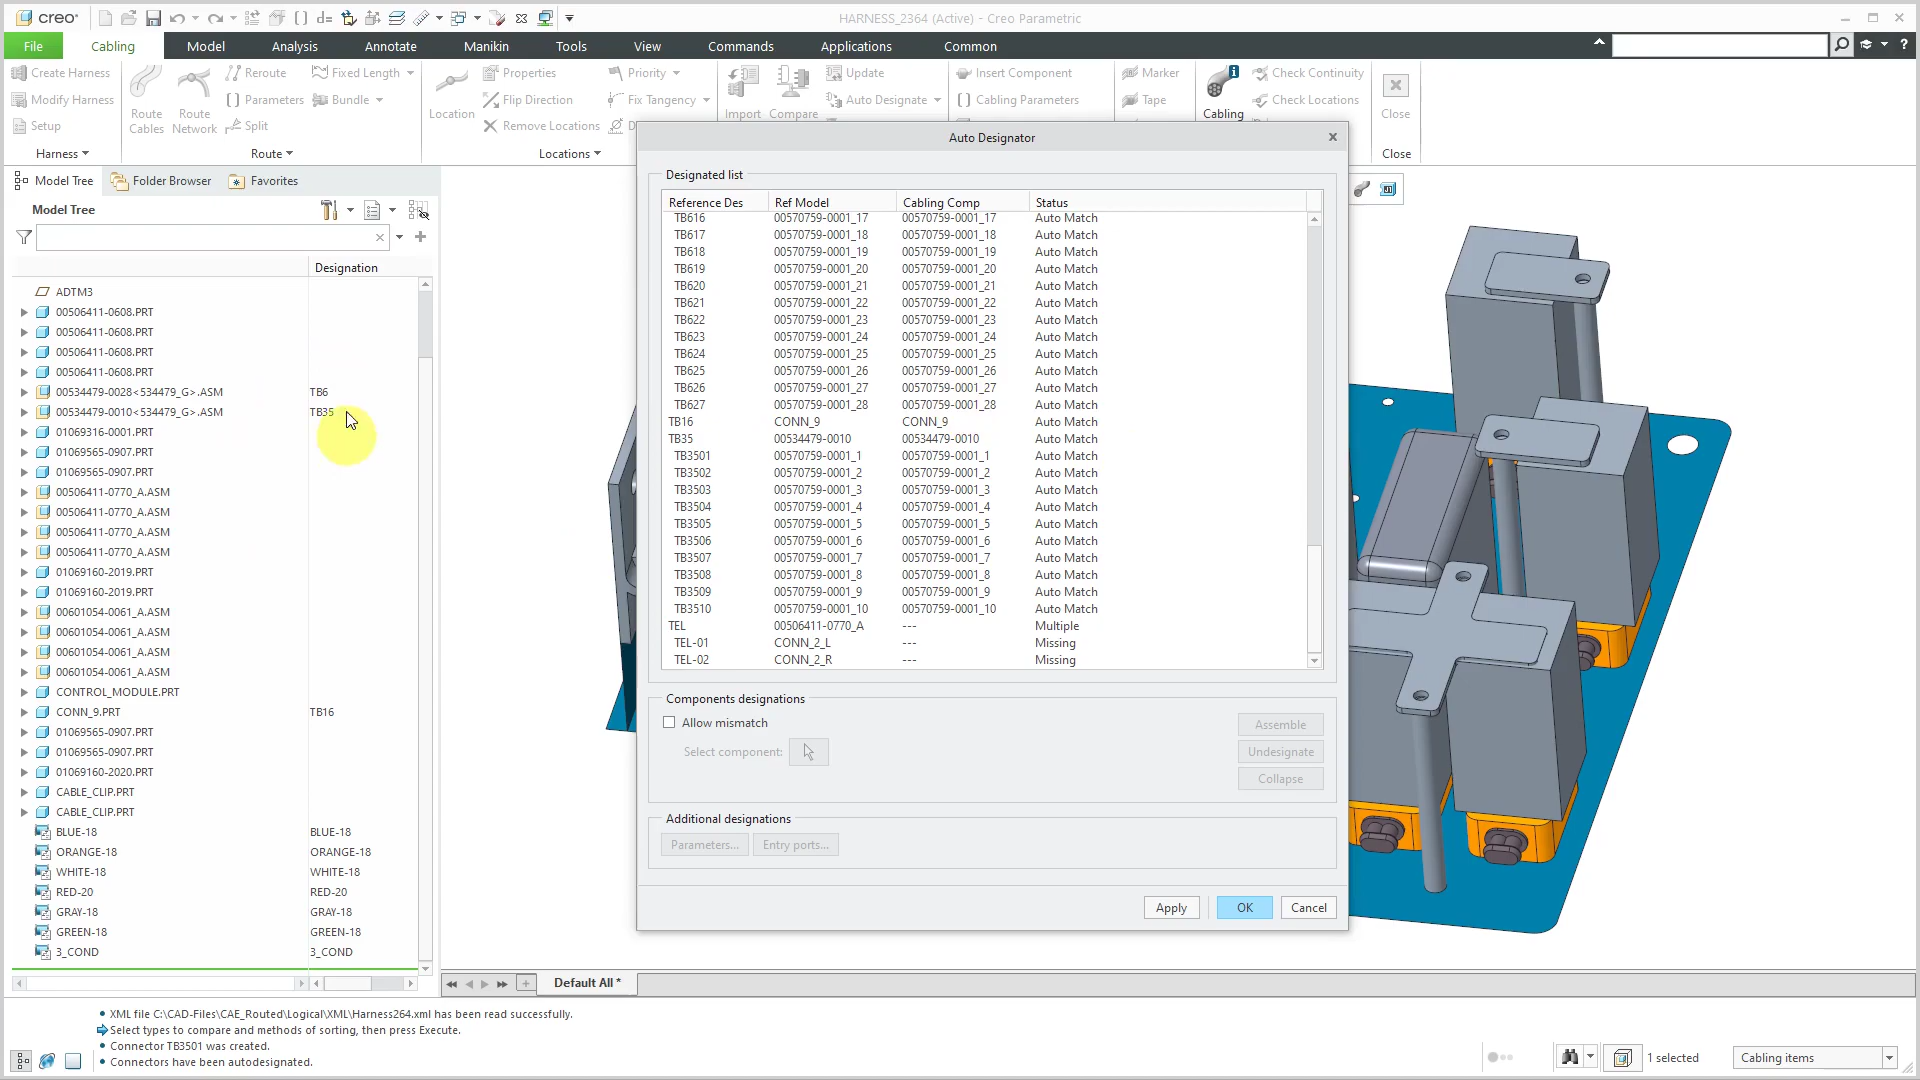 creo
HARNESS_2364 (Active) - Creo Parametric
File
Cabling
Model
Analysis
Annotate
Manikin
Tools
View
Commands
Applications
Common
Create Harness
Modify Harness
Setup
Harness
Route Cables
Route Network
Reroute
Parameters
Split
Fixed Length
Bundle
Route
Location
Properties
Flip Direction
Remove Locations
Priority
Fix Tangency
Locations
Import
Compare
Update
Auto Designate
Insert Component
Cabling Parameters
Marker
Tape
Cabling
Check Continuity
Check Locations
Close
Close
Model Tree
Folder Browser
Favorites
Model Tree
Designation
ADTM3
00506411-0608.PRT
00506411-0608.PRT
00506411-0608.PRT
00506411-0608.PRT
00534479-0028<534479_G>.ASM TB6
00534479-0010<534479_G>.ASM TB35
01069316-0001.PRT
01069565-0907.PRT
01069565-0907.PRT
00506411-0770_A.ASM
00506411-0770_A.ASM
00506411-0770_A.ASM
00506411-0770_A.ASM
01069160-2019.PRT
01069160-2019.PRT
00601054-0061_A.ASM
00601054-0061_A.ASM
00601054-0061_A.ASM
00601054-0061_A.ASM
CONTROL_MODULE.PRT
CONN_9.PRT TB16
01069565-0907.PRT
01069565-0907.PRT
01069160-2020.PRT
CABLE_CLIP.PRT
CABLE_CLIP.PRT
BLUE-18 BLUE-18
ORANGE-18 ORANGE-18
WHITE-18 WHITE-18
RED-20 RED-20
GRAY-18 GRAY-18
GREEN-18 GREEN-18
3_COND 3_COND
Auto Designator
Designated list
Reference Des Ref Model Cabling Comp Status
TB616 00570759-0001_17 00570759-0001_17 Auto Match
TB617 00570759-0001_18 00570759-0001_18 Auto Match
TB618 00570759-0001_19 00570759-0001_19 Auto Match
TB619 00570759-0001_20 00570759-0001_20 Auto Match
TB620 00570759-0001_21 00570759-0001_21 Auto Match
TB621 00570759-0001_22 00570759-0001_22 Auto Match
TB622 00570759-0001_23 00570759-0001_23 Auto Match
TB623 00570759-0001_24 00570759-0001_24 Auto Match
TB624 00570759-0001_25 00570759-0001_25 Auto Match
TB625 00570759-0001_26 00570759-0001_26 Auto Match
TB626 00570759-0001_27 00570759-0001_27 Auto Match
TB627 00570759-0001_28 00570759-0001_28 Auto Match
TB16 CONN_9 CONN_9 Auto Match
TB35 00534479-0010 00534479-0010 Auto Match
TB3501 00570759-0001_1 00570759-0001_1 Auto Match
TB3502 00570759-0001_2 00570759-0001_2 Auto Match
TB3503 00570759-0001_3 00570759-0001_3 Auto Match
TB3504 00570759-0001_4 00570759-0001_4 Auto Match
TB3505 00570759-0001_5 00570759-0001_5 Auto Match
TB3506 00570759-0001_6 00570759-0001_6 Auto Match
TB3507 00570759-0001_7 00570759-0001_7 Auto Match
TB3508 00570759-0001_8 00570759-0001_8 Auto Match
TB3509 00570759-0001_9 00570759-0001_9 Auto Match
TB3510 00570759-0001_10 00570759-0001_10 Auto Match
TEL 00506411-0770_A --- Multiple
TEL-01 CONN_2_L --- Missing
TEL-02 CONN_2_R --- Missing
Components designations
Allow mismatch
Select component:
Assemble
Undesignate
Collapse
Additional designations
Parameters...
Entry ports...
Apply
OK
Cancel
Default All *
XML file C:\CAD-Files\CAE_Routed\Logical\XML\Harness264.xml has been read successfully.
Select types to compare and methods of sorting, then press Execute.
Connector TB3501 was created.
Connectors have been autodesignated.
1 selected
Cabling items